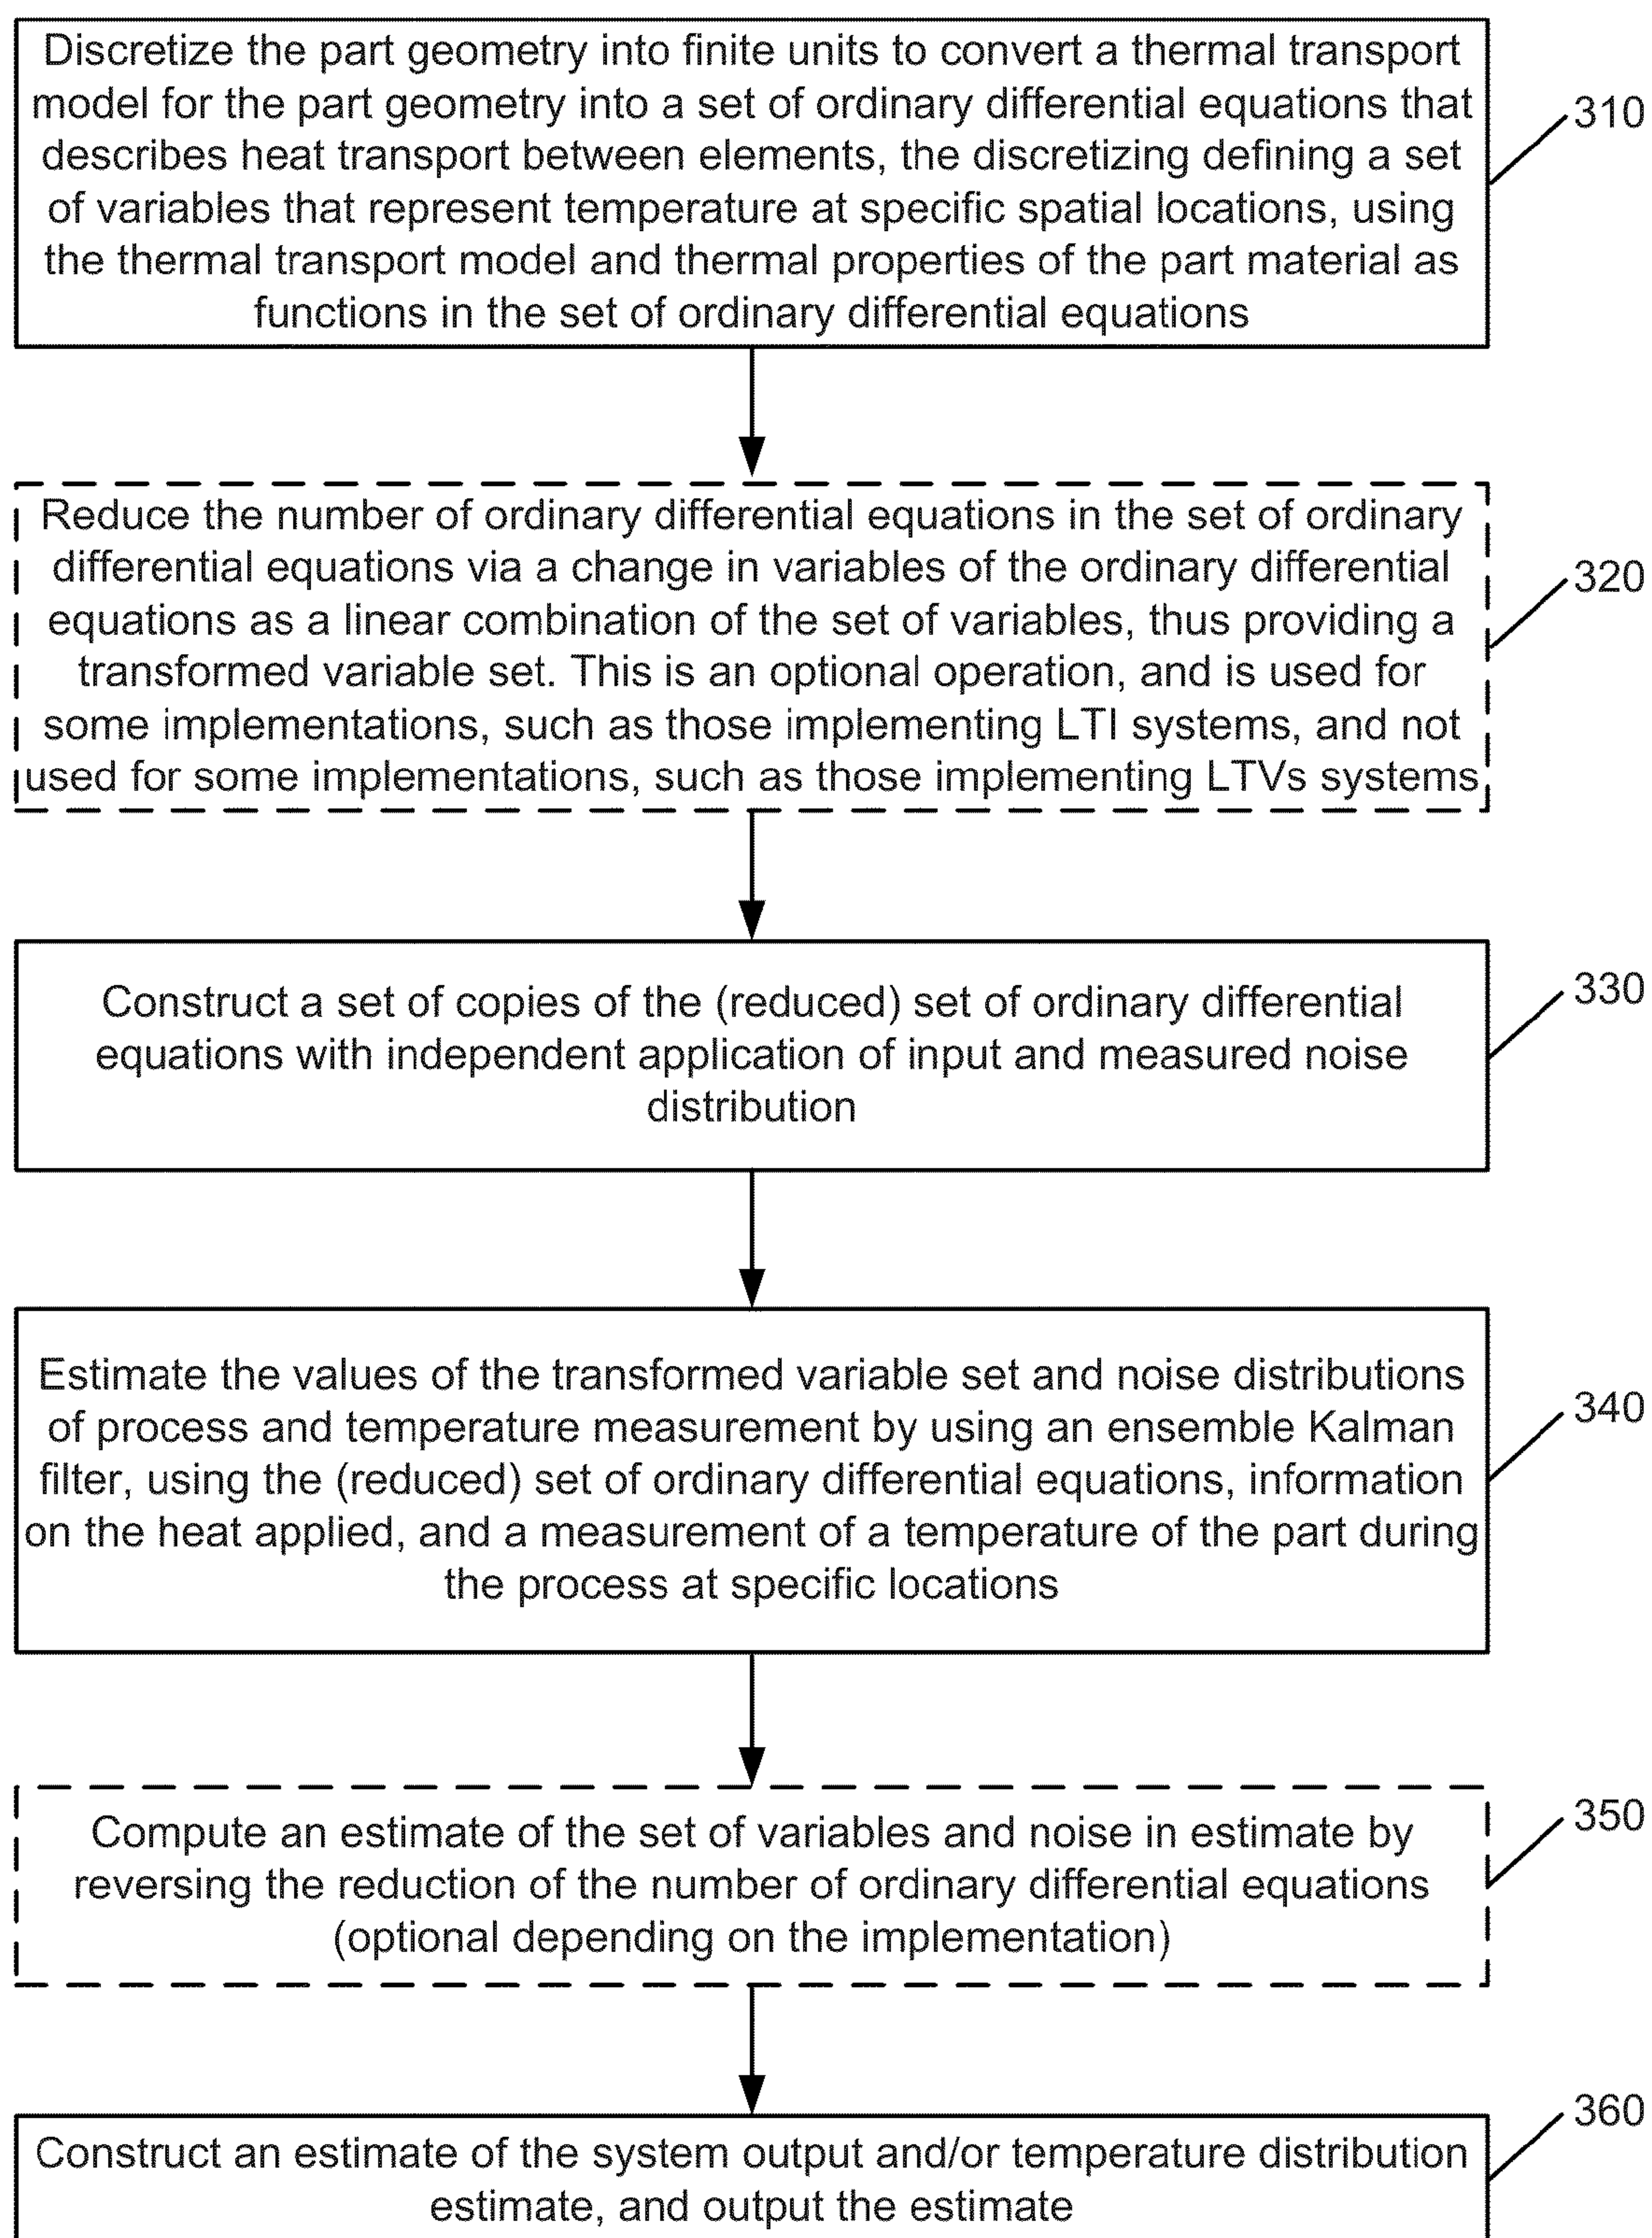 Discretize the part geometry into finite units to convert a thermal transport
model for the part geometry into a set of ordinary differential equations that
describes heat transport between elements, the discretizing defining a set
of variables that represent temperature at specific spatial locations, using
the thermal transport model and thermal properties of the part material as
functions in the set of ordinary differential equations
310
Reduce the number of ordinary differential equations in the set of ordinary
differential equations via a change in variables of the ordinary differential
equations as a linear combination of the set of variables, thus providing a
transformed variable set. This is an optional operation, and is used for
some implementations, such as those implementing LTI systems, and not
used for some implementations, such as those implementing LTVs systems
320
Construct a set of copies of the (reduced) set of ordinary differential
equations with independent application of input and measured noise
distribution
330
Estimate the values of the transformed variable set and noise distributions
of process and temperature measurement by using an ensemble Kalman
filter, using the (reduced) set of ordinary differential equations, information
on the heat applied, and a measurement of a temperature of the part during
the process at specific locations
340
Compute an estimate of the set of variables and noise in estimate by
reversing the reduction of the number of ordinary differential equations
(optional depending on the implementation)
350
Construct an estimate of the system output and/or temperature distribution
estimate, and output the estimate
360